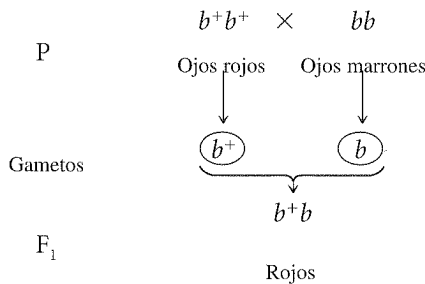 b⁺b⁺ × bb
P
Ojos rojos Ojos marrones
b⁺ b
Gametos
b⁺b
F₁
Rojos